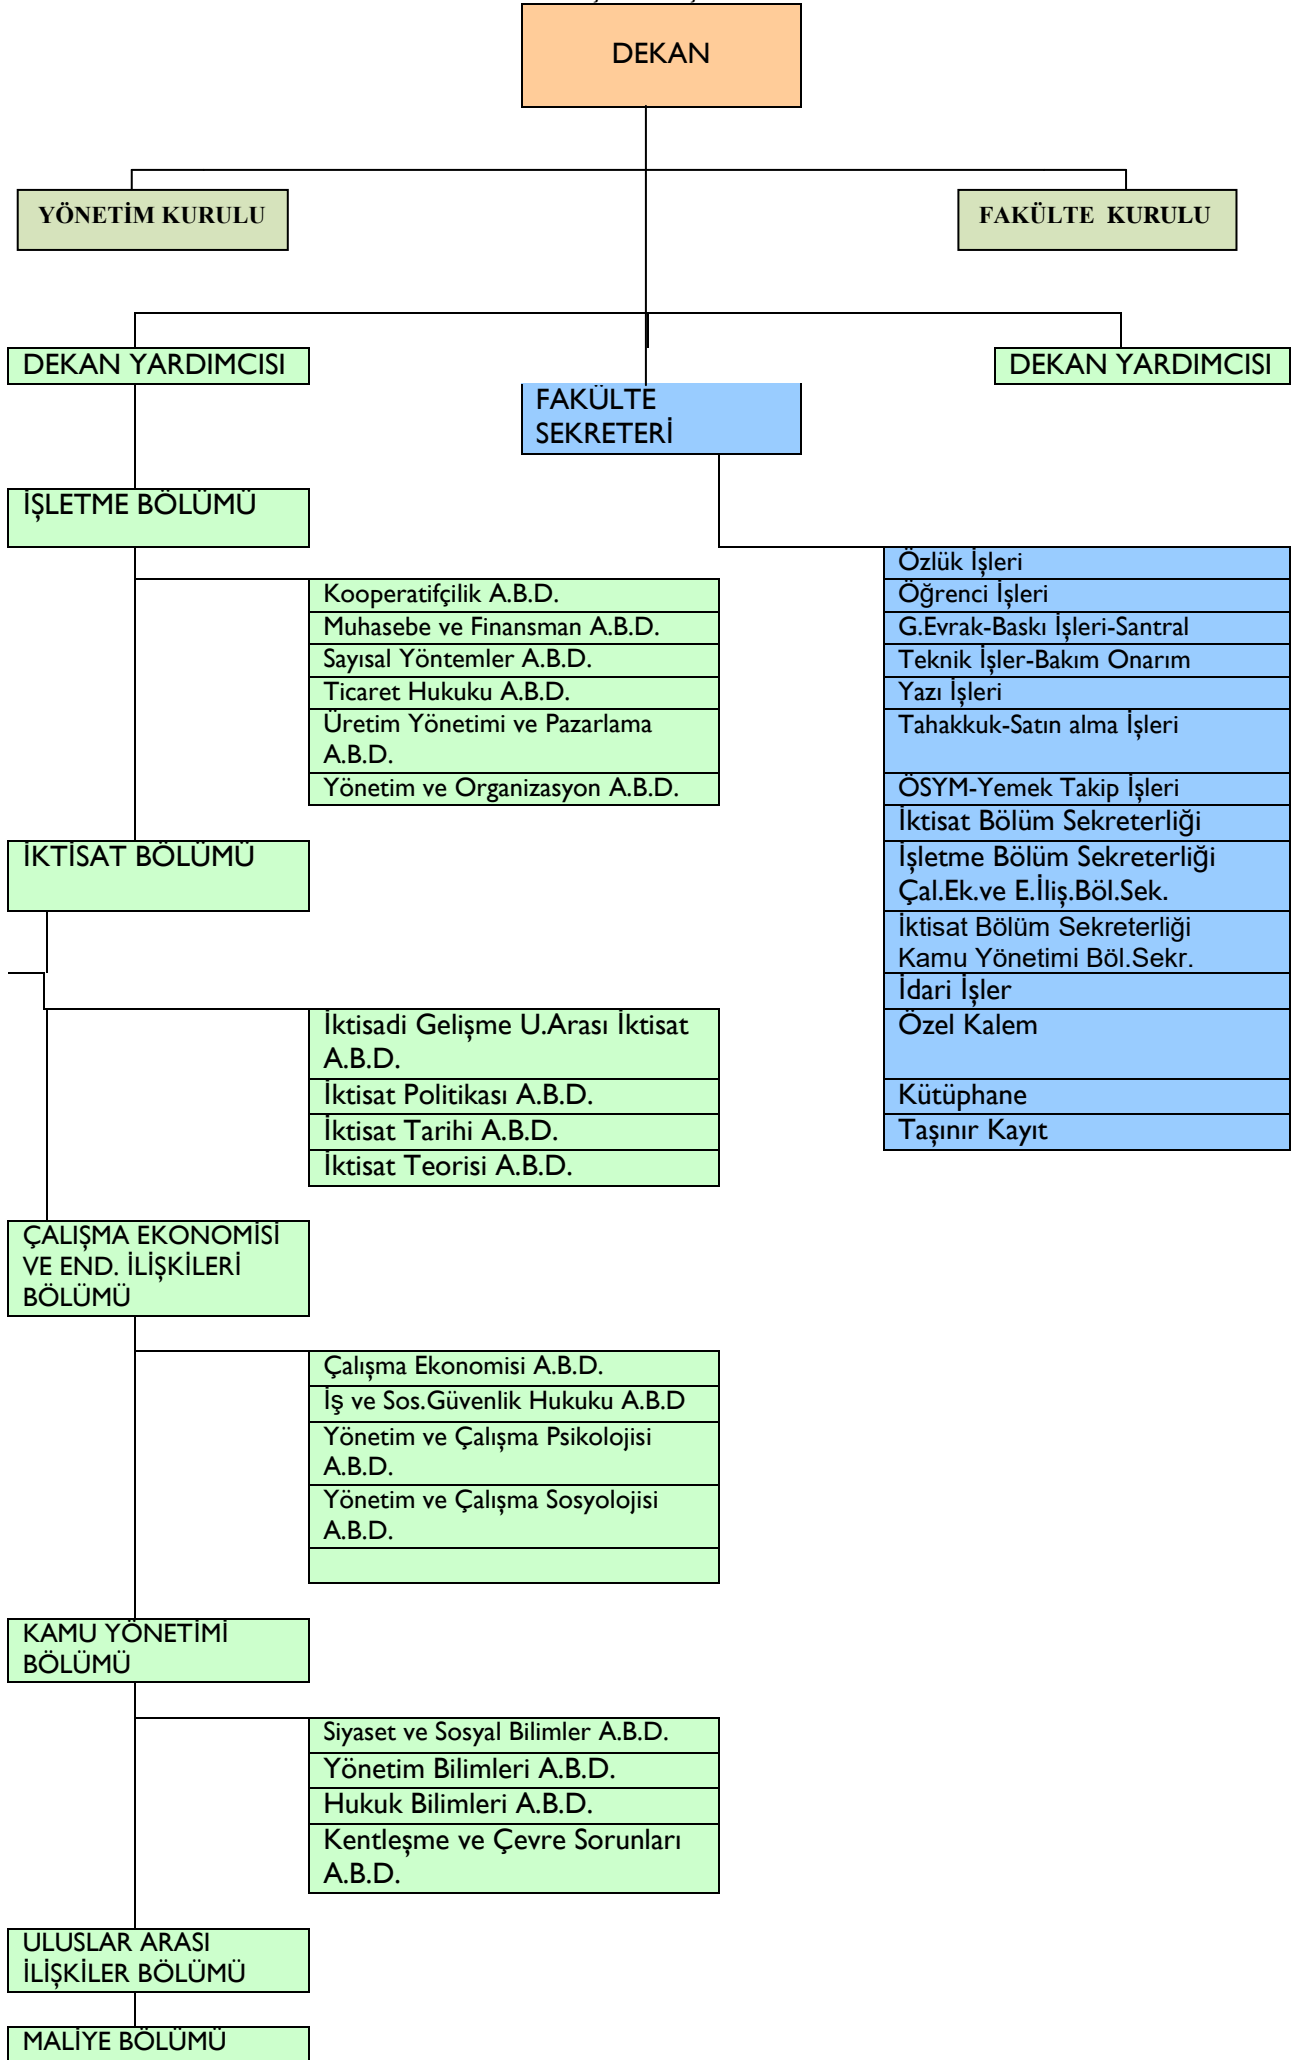 DEKAN
YÖNETİM KURULU
FAKÜLTE KURULU
DEKAN YARDIMCISI
DEKAN YARDIMCISI
FAKÜLTE
SEKRETERİ
İŞLETME BÖLÜMÜ
Kooperatifçilik A.B.D.
Muhasebe ve Finansman A.B.D.
Sayısal Yöntemler A.B.D.
Ticaret Hukuku A.B.D.
Üretim Yönetimi ve Pazarlama
A.B.D.
Yönetim ve Organizasyon A.B.D.
Özlük İşleri
Öğrenci İşleri
G.Evrak-Baskı İşleri-Santral
Teknik İşler-Bakım Onarım
Yazı İşleri
Tahakkuk-Satın alma İşleri
ÖSYM-Yemek Takip İşleri
İktisat Bölüm Sekreterliği
İşletme Bölüm Sekreterliği
Çal.Ek.ve E.İliş.Böl.Sek.
İktisat Bölüm Sekreterliği
Kamu Yönetimi Böl.Sekr.
İdari İşler
Özel Kalem
Kütüphane
Taşınır Kayıt
İKTİSAT BÖLÜMÜ
İktisadi Gelişme U.Arası İktisat
A.B.D.
İktisat Politikası A.B.D.
İktisat Tarihi A.B.D.
İktisat Teorisi A.B.D.
ÇALIŞMA EKONOMİSİ
VE END. İLİŞKİLERİ
BÖLÜMÜ
Çalışma Ekonomisi A.B.D.
İş ve Sos.Güvenlik Hukuku A.B.D
Yönetim ve Çalışma Psikolojisi
A.B.D.
Yönetim ve Çalışma Sosyolojisi
A.B.D.
KAMU YÖNETİMİ
BÖLÜMÜ
Siyaset ve Sosyal Bilimler A.B.D.
Yönetim Bilimleri A.B.D.
Hukuk Bilimleri A.B.D.
Kentleşme ve Çevre Sorunları
A.B.D.
ULUSLAR ARASI
İLİŞKİLER BÖLÜMÜ
MALİYE BÖLÜMÜ